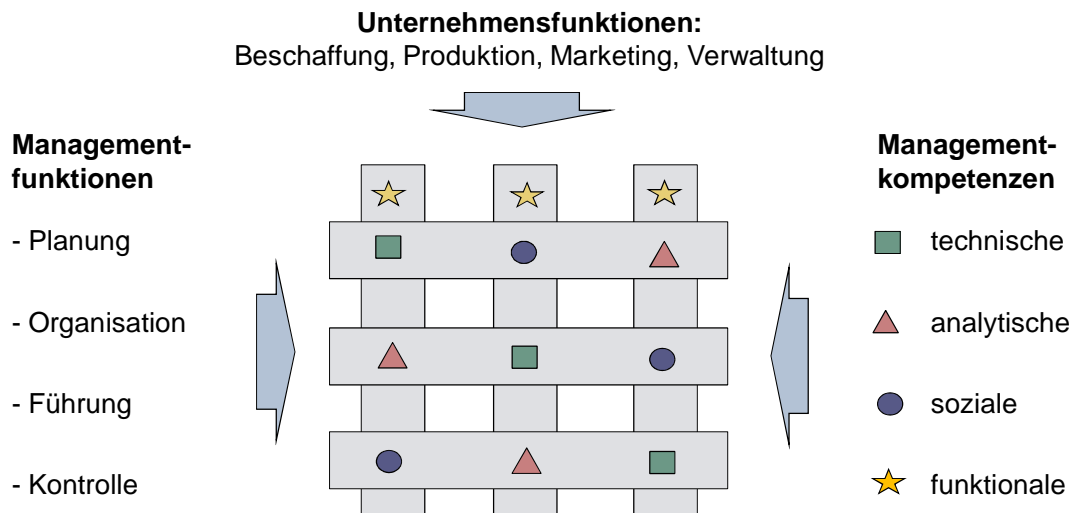 Unternehmensfunktionen:
Beschaffung, Produktion, Marketing, Verwaltung
Management-
funktionen
- Planung
- Organisation
- Führung
- Kontrolle
Management-
kompetenzen
technische
analytische
soziale
funktionale